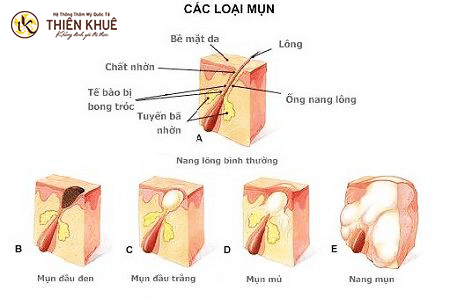 CÁC LOẠI MỤN
Hệ Thống Thẩm Mỹ Quốc Tế
THIÊN KHUÊ
Khẳng định giá trị thật
Bề mặt da
Lông
Chất nhờn
Tế bào bị
bong tróc
Ống nang lông
Tuyến bã
nhờn
A
Nang lông bình thường
B
C
D
E
Mụn đầu đen
Mụn đầu trắng
Mụn mủ
Nang mụn